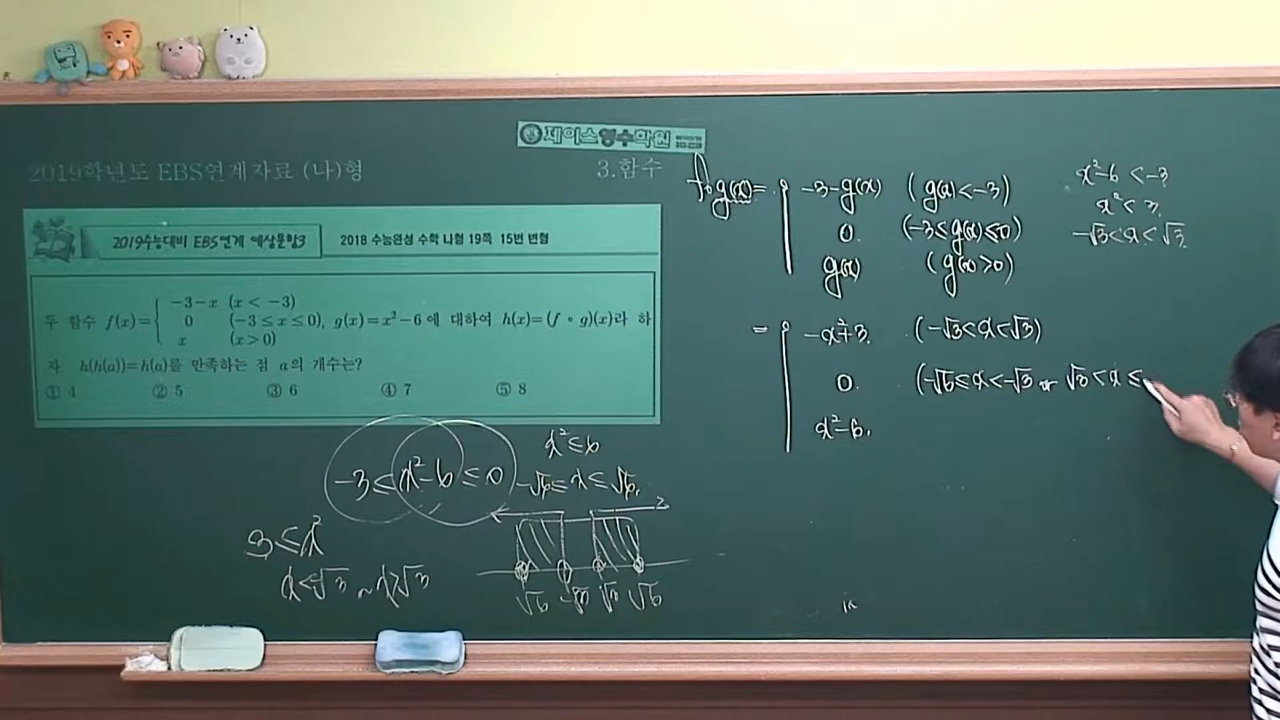 제이스영수학원
2019학년도 EBS연계자료 (나)형
3.함수
2019수능대비 EBS연계 예상문항3
2018 수능완성 수학 나형 19쪽 15번 변형
두 함수 f(x)={ -3-x (x<-3)
0 (-3≤x≤0), g(x)=x²-6에 대하여 h(x)=(f∘g)(x)라 하
x (x>0)
자 h(h(a))=h(a)를 만족하는 점 a의 개수는?
① 4 ② 5 ③ 6 ④ 7 ⑤ 8
-3≤x²-6≤0
x²≤6
-√6≤x≤√6.
3≤x²
x<-√3 ~ x≥√3
√6 -√3 √3 √6
f∘g(x)= -3-g(x) (g(x)<-3)
0. (-3≤g(x)≤0)
g(x) (g(x)>0)
x²-6<-3
x²<3.
-√3<x<√3.
= -x²+3. (-√3<x<√3)
0. (-√6≤x<-√3 or √3<x≤
x²-6.